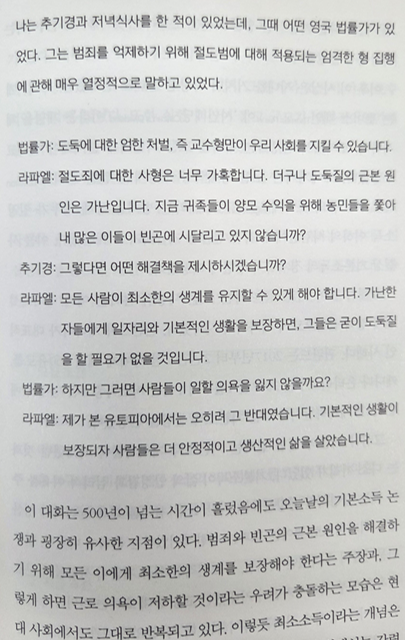 나는 추기경과 저녁식사를 한 적이 있었는데, 그때 어떤 영국 법률가가 있
었다. 그는 범죄를 억제하기 위해 절도범에 대해 적용되는 엄격한 형 집행
에 관해 매우 열정적으로 말하고 있었다.
법률가: 도둑에 대한 엄한 처벌, 즉 교수형만이 우리 사회를 지킬 수 있습니다.
라파엘: 절도죄에 대한 사형은 너무 가혹합니다. 더구나 도둑질의 근본 원
인은 가난입니다. 지금 귀족들이 양모 수익을 위해 농민들을 쫓아
내 많은 이들이 빈곤에 시달리고 있지 않습니까?
추기경: 그렇다면 어떤 해결책을 제시하시겠습니까?
라파엘: 모든 사람이 최소한의 생계를 유지할 수 있게 해야 합니다. 가난한
자들에게 일자리와 기본적인 생활을 보장하면, 그들은 굳이 도둑질
을 할 필요가 없을 것입니다.
법률가: 하지만 그러면 사람들이 일할 의욕을 잃지 않을까요?
라파엘: 제가 본 유토피아에서는 오히려 그 반대였습니다. 기본적인 생활이
보장되자 사람들은 더 안정적이고 생산적인 삶을 살았습니다.
이 대화는 500년이 넘는 시간이 흘렀음에도 오늘날의 기본소득 논
쟁과 굉장히 유사한 지점이 있다. 범죄와 빈곤의 근본 원인을 해결하
기 위해 모든 이에게 최소한의 생계를 보장해야 한다는 주장과, 그
렇게 하면 근로 의욕이 저하할 것이라는 우려가 충돌하는 모습은 현
대 사회에서도 그대로 반복되고 있다. 이렇듯 최소소득이라는 개념은